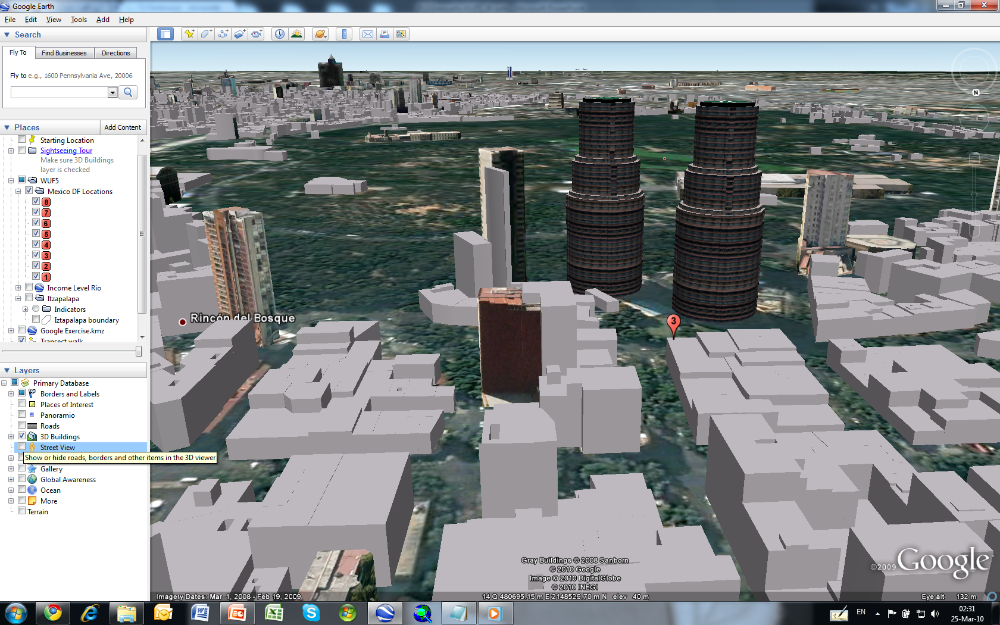 Google Earth
File Edit View Tools Add Help
Search
Fly To Find Businesses Directions
Fly to e.g., 1600 Pennsylvania Ave, 20006
Places Add Content
Starting Location
Sightseeing Tour
Make sure 3D Buildings
layer is checked
WUF5
Mexico DF Locations
8
7
6
5
4
3
2
1
Income Level Rio
Itzapalapa
Indicators
Iztapalapa boundary
Google Exercise.kmz
Transect walk
Layers
Primary Database
Borders and Labels
Places of Interest
Panoramio
Roads
3D Buildings
Street View
Show or hide roads, borders and other items in the 3D viewer
Gallery
Global Awareness
Ocean
More
Terrain
N
Rincón del Bosque
3
Gray Buildings © 2008 Sanborn
© 2010 Google
Image © 2010 DigitalGlobe
© 2010 INEGI
©2009 Google
Imagery Dates: Mar 1, 2008 - Feb 19, 2009
14 Q 480695.15 m E 2148529.70 m N elev 40 m
Eye alt 132 m
EN
02:31
25-Mar-10